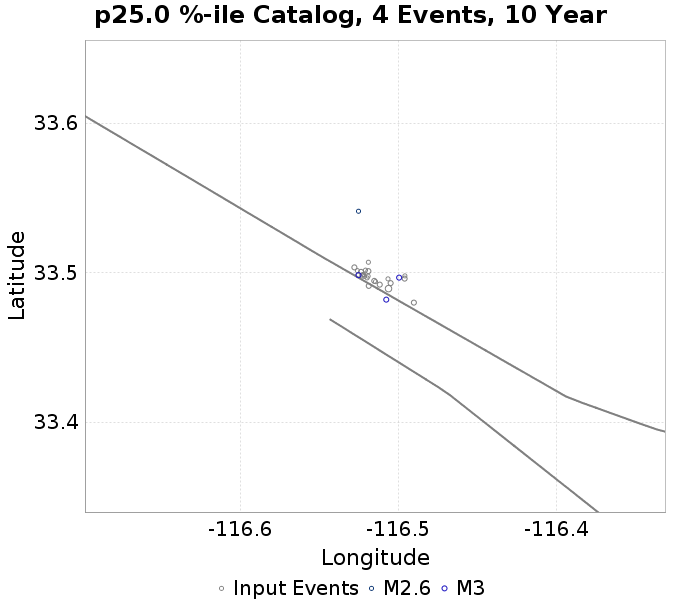 p25.0 %-ile Catalog, 4 Events, 10 Year
33.6
33.5
33.4
Latitude
-116.6
-116.5
-116.4
Longitude
Input Events
M2.6
M3